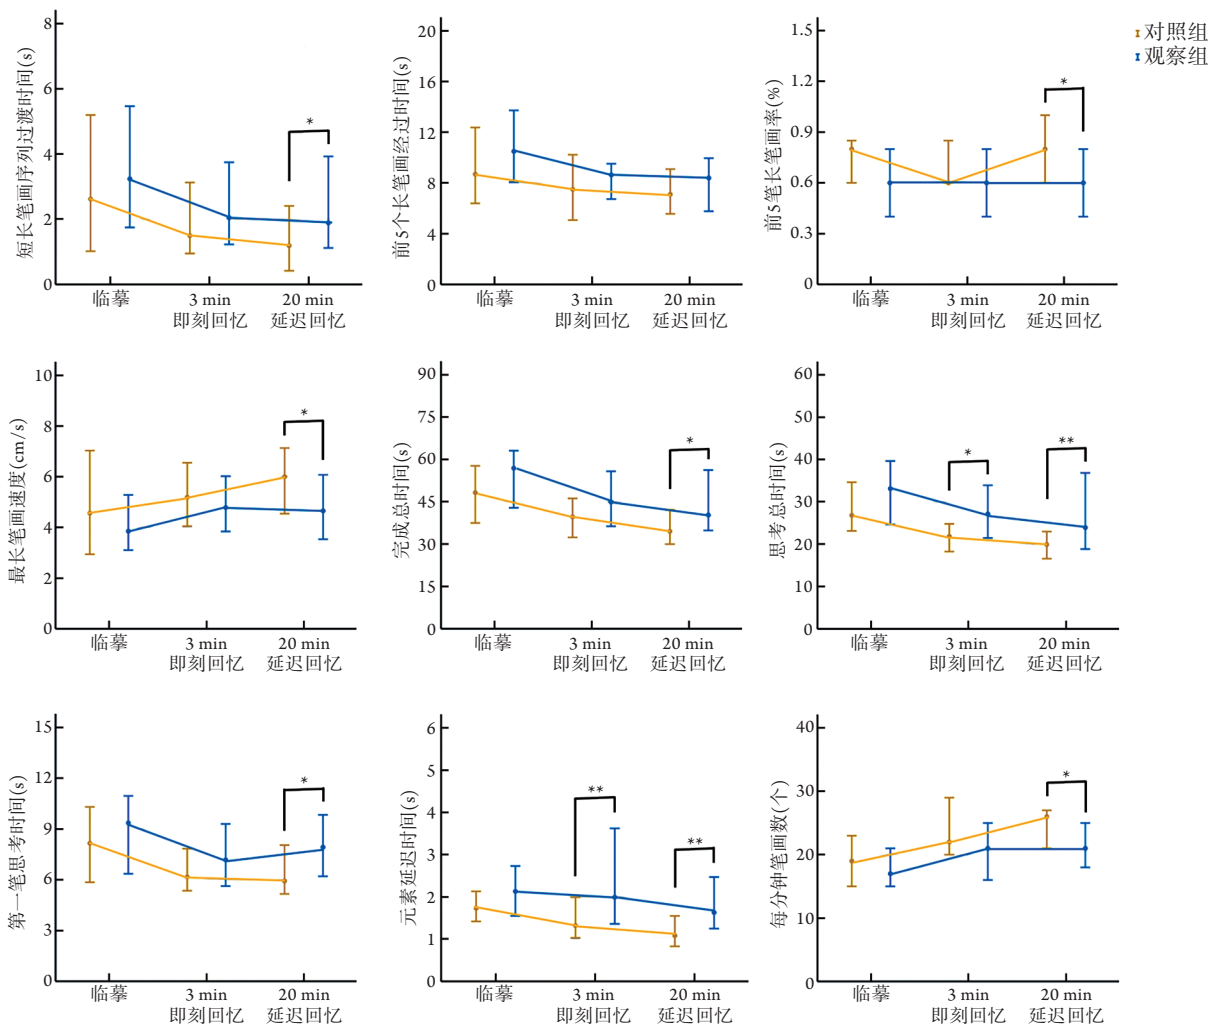 对照组
观察组
短长笔画序列过渡时间(s)
8
6
4
2
0
*
临摹
3 min
即刻回忆
20 min
延迟回忆
前5个长笔画经过时间(s)
20
16
12
8
4
0
临摹
3 min
即刻回忆
20 min
延迟回忆
前5笔长笔画率(%)
1.5
1.2
0.9
0.6
0.3
0
*
临摹
3 min
即刻回忆
20 min
延迟回忆
最长笔画速度(cm/s)
10
8
6
4
2
0
*
临摹
3 min
即刻回忆
20 min
延迟回忆
完成总时间(s)
90
75
60
45
30
15
0
*
临摹
3 min
即刻回忆
20 min
延迟回忆
思考总时间(s)
60
50
40
30
20
10
0
*
**
临摹
3 min
即刻回忆
20 min
延迟回忆
第一笔思考时间(s)
15
12
9
6
3
0
*
临摹
3 min
即刻回忆
20 min
延迟回忆
元素延迟时间(s)
6
5
4
3
2
1
0
**
**
临摹
3 min
即刻回忆
20 min
延迟回忆
每分钟笔画数(个)
40
30
20
10
0
*
临摹
3 min
即刻回忆
20 min
延迟回忆